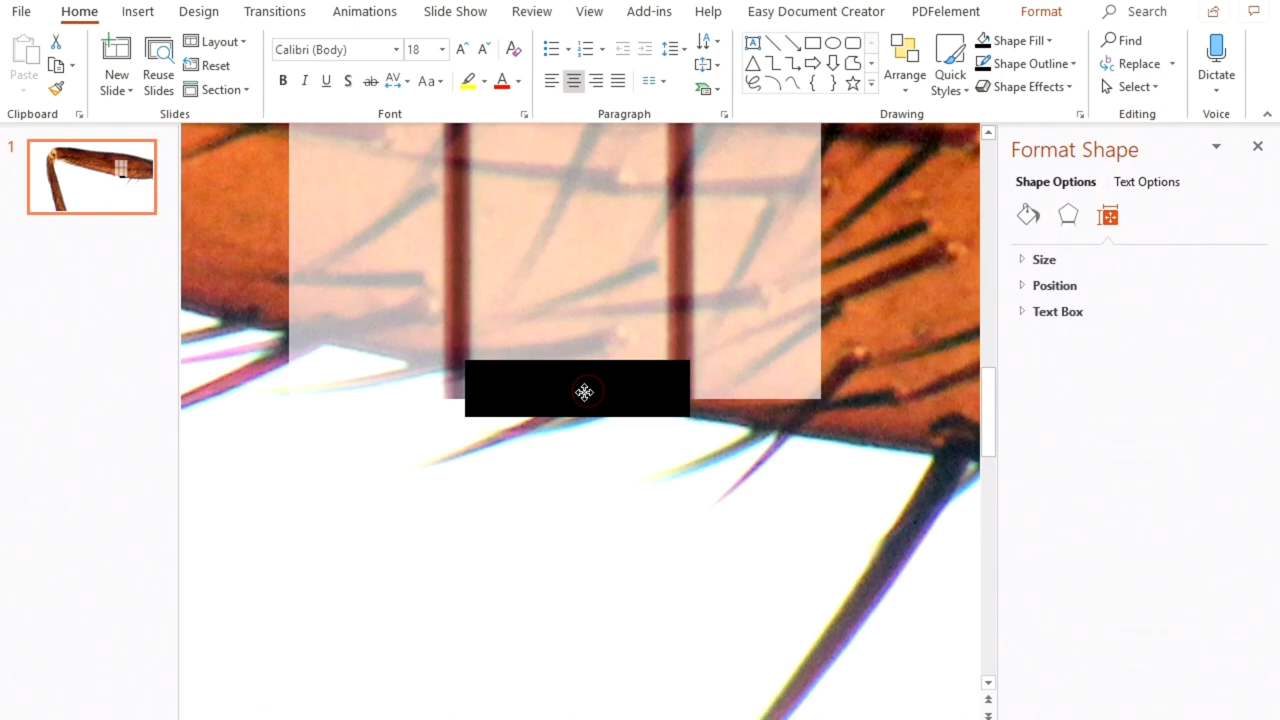 File Home Insert Design Transitions Animations Slide Show Review View Add-ins Help Easy Document Creator PDFelement Format Search
Paste
Clipboard
New Slide
Reuse Slides
Layout
Reset
Section
Slides
Calibri (Body) 18
B I U S ab AV Aa A
Font
Paragraph
Arrange
Quick Styles
Shape Fill
Shape Outline
Shape Effects
Drawing
Find
Replace
Select
Editing
Dictate
Voice
1
Format Shape
Shape Options Text Options
Size
Position
Text Box